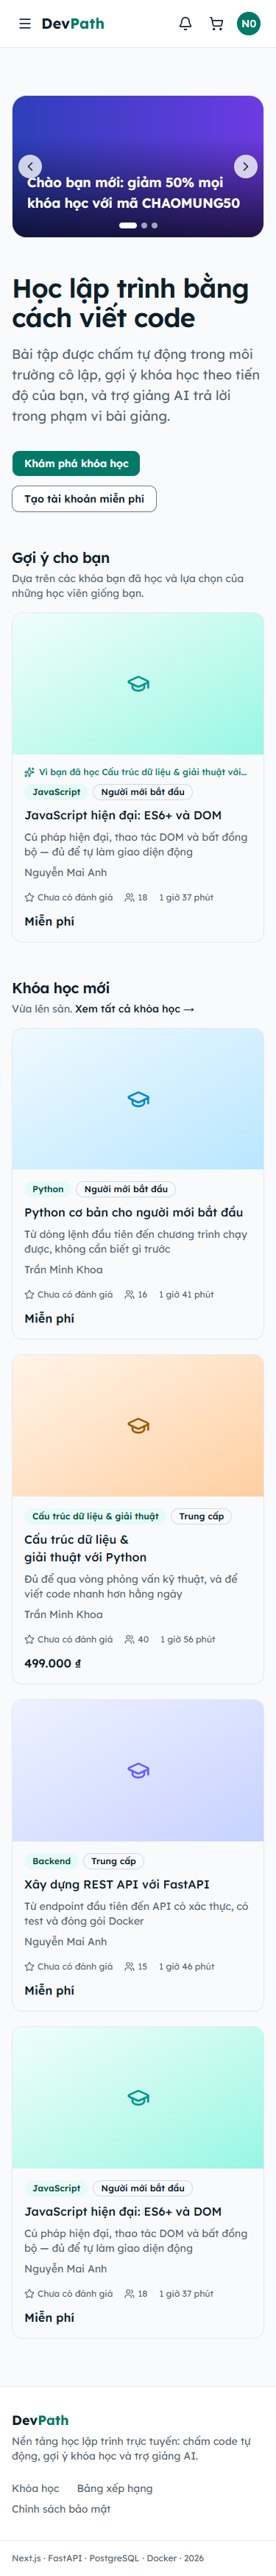 DevPath
N0
Chào bạn mới: giảm 50% mọi
khóa học với mã CHAOMUNG50
Học lập trình bằng
cách viết code
Bài tập được chấm tự động trong môi
trường cô lập, gợi ý khóa học theo tiến
độ của bạn, và trợ giảng AI trả lời
trong phạm vi bài giảng.
Khám phá khóa học
Tạo tài khoản miễn phí
Gợi ý cho bạn
Dựa trên các khóa bạn đã học và lựa chọn của
những học viên giống bạn.
Vì bạn đã học Cấu trúc dữ liệu & giải thuật với...
JavaScript Người mới bắt đầu
JavaScript hiện đại: ES6+ và DOM
Cú pháp hiện đại, thao tác DOM và bất đồng
bộ — đủ để tự làm giao diện động
Nguyễn Mai Anh
Chưa có đánh giá 18 1 giờ 37 phút
Miễn phí
Khóa học mới
Vừa lên sàn. Xem tất cả khóa học →
Python Người mới bắt đầu
Python cơ bản cho người mới bắt đầu
Từ dòng lệnh đầu tiên đến chương trình chạy
được, không cần biết gì trước
Trần Minh Khoa
Chưa có đánh giá 16 1 giờ 41 phút
Miễn phí
Cấu trúc dữ liệu & giải thuật Trung cấp
Cấu trúc dữ liệu &
giải thuật với Python
Đủ để qua vòng phỏng vấn kỹ thuật, và để
viết code nhanh hơn hằng ngày
Trần Minh Khoa
Chưa có đánh giá 40 1 giờ 56 phút
499.000 ₫
Backend Trung cấp
Xây dựng REST API với FastAPI
Từ endpoint đầu tiên đến API có xác thực, có
test và đóng gói Docker
Nguyễn Mai Anh
Chưa có đánh giá 15 1 giờ 46 phút
Miễn phí
JavaScript Người mới bắt đầu
JavaScript hiện đại: ES6+ và DOM
Cú pháp hiện đại, thao tác DOM và bất đồng
bộ — đủ để tự làm giao diện động
Nguyễn Mai Anh
Chưa có đánh giá 18 1 giờ 37 phút
Miễn phí
DevPath
Nền tảng học lập trình trực tuyến: chấm code tự
động, gợi ý khóa học và trợ giảng AI.
Khóa học Bảng xếp hạng
Chính sách bảo mật
Next.js · FastAPI · PostgreSQL · Docker · 2026